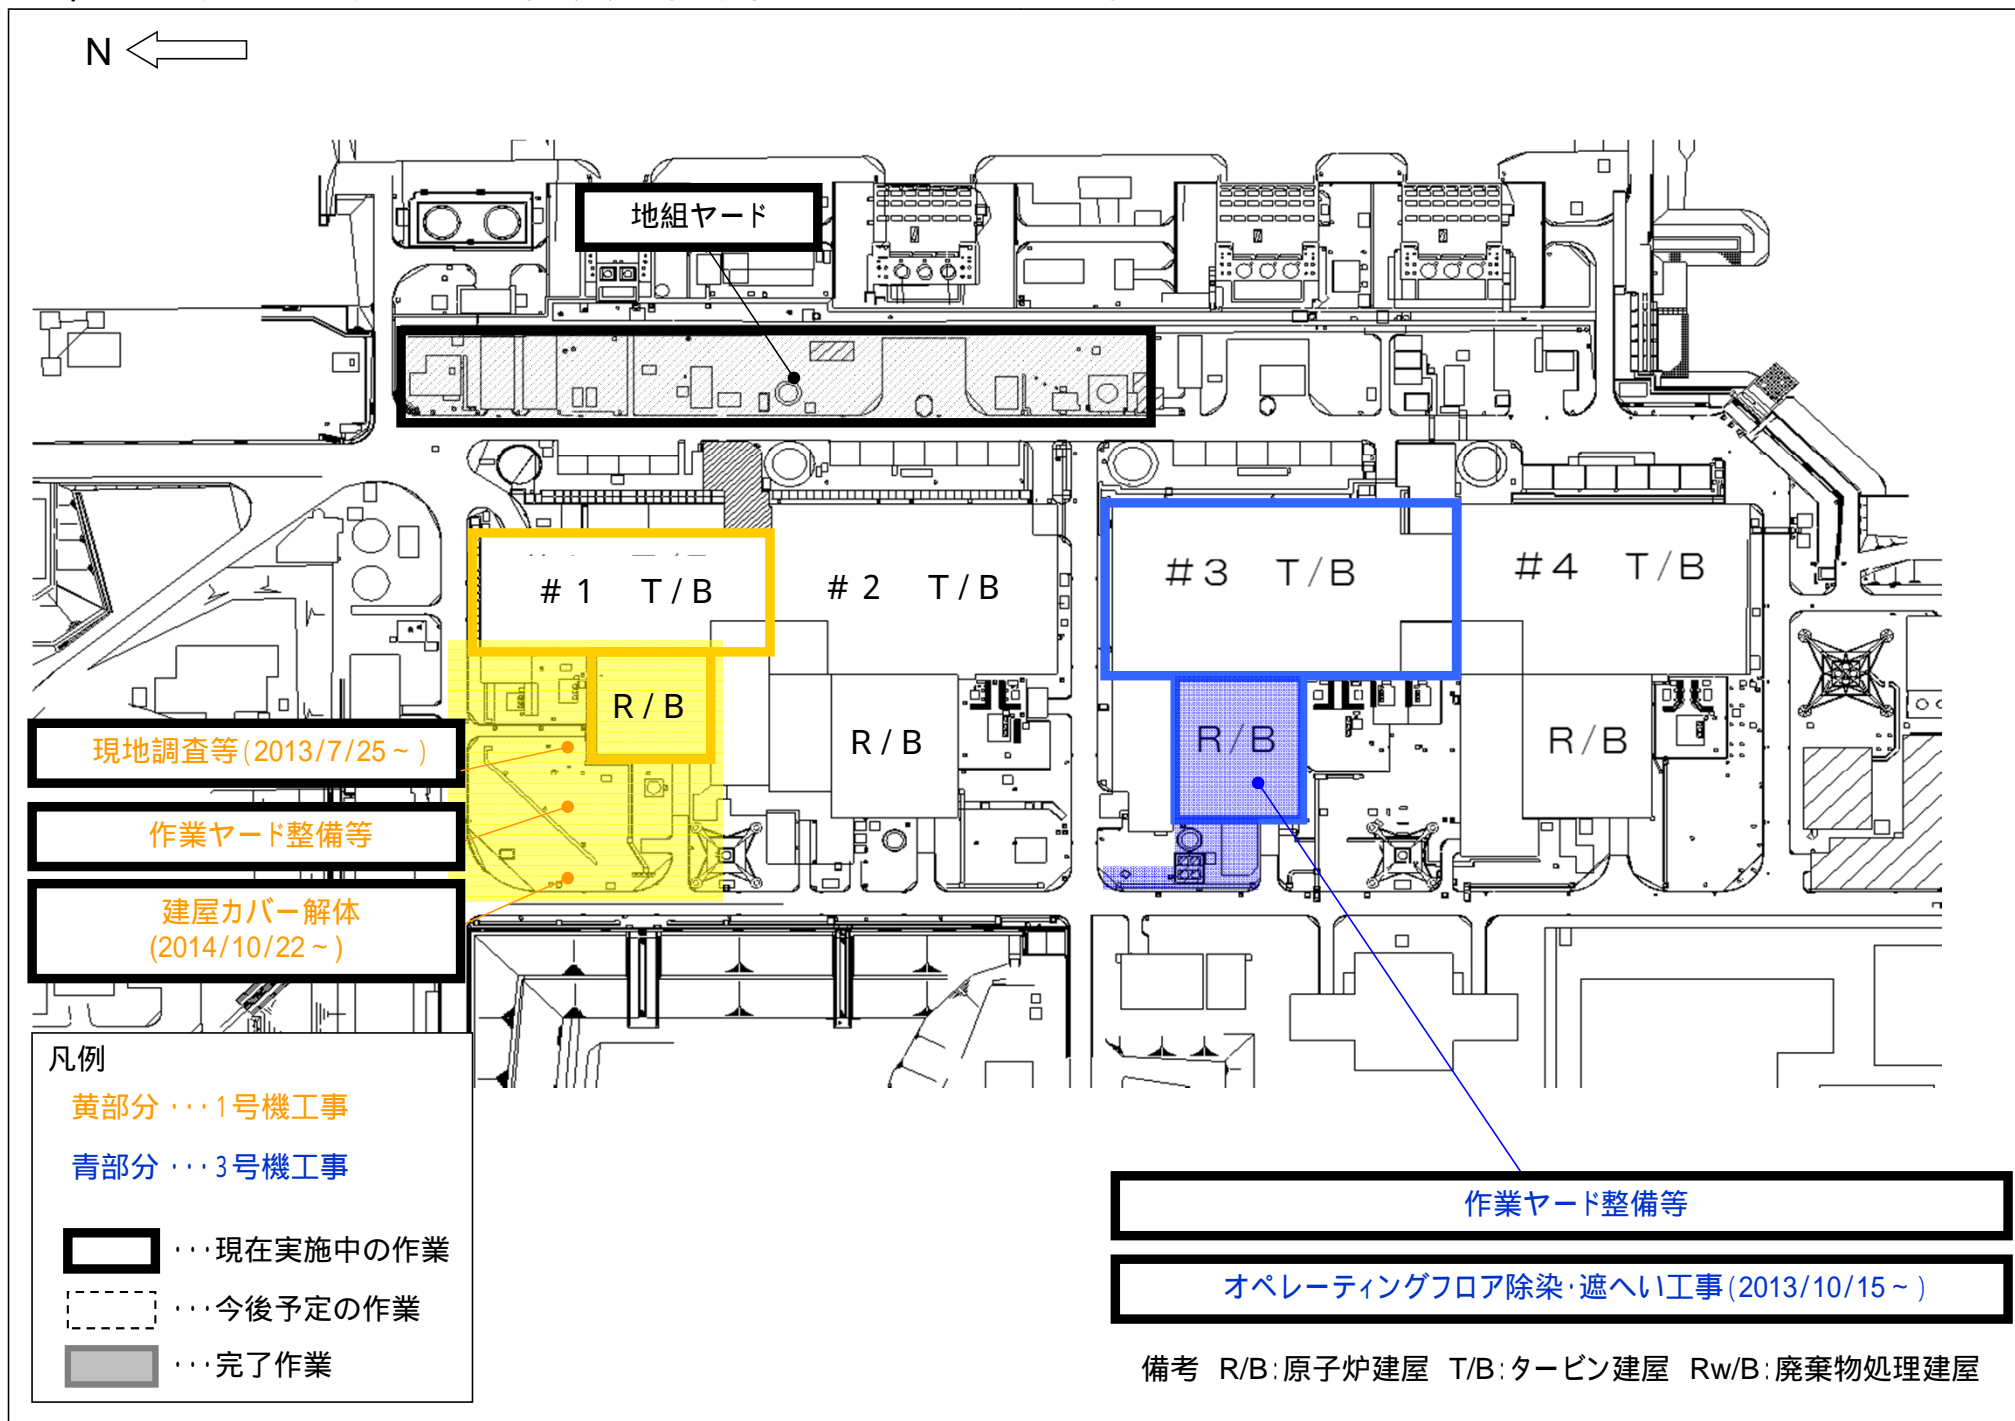 N
地組ヤード
#1 T/B
#2 T/B
#3 T/B
#4 T/B
R/B
R/B
R/B
R/B
現地調査等(2013/7/25~)
作業ヤード整備等
建屋カバー解体
(2014/10/22~)
凡例
黄部分 ・・・1号機工事
青部分 ・・・3号機工事
・・・現在実施中の作業
・・・今後予定の作業
・・・完了作業
作業ヤード整備等
オペレーティングフロア除染・遮へい工事(2013/10/15~)
備考 R/B:原子炉建屋 T/B:タービン建屋 Rw/B:廃棄物処理建屋